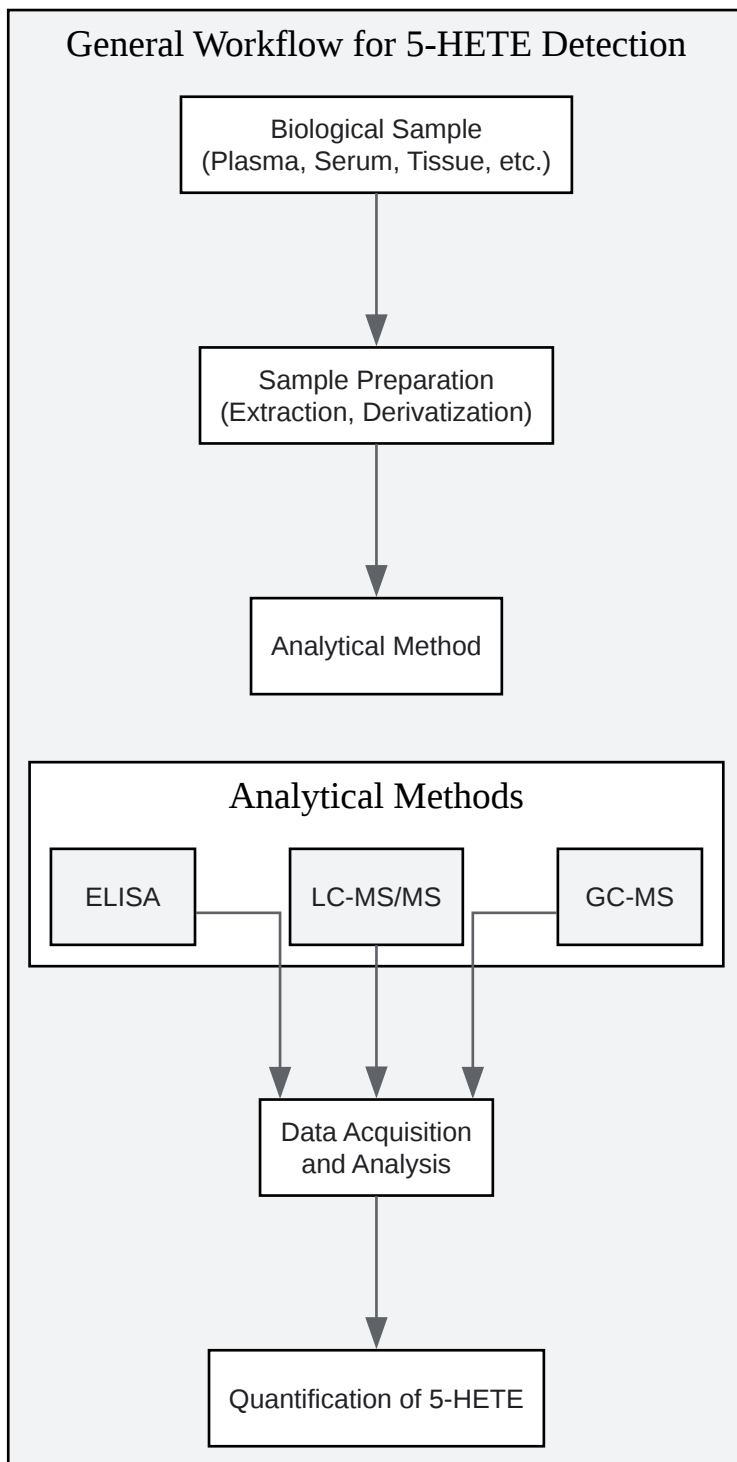 General Workflow for 5-HETE Detection
Biological Sample
(Plasma, Serum, Tissue, etc.)
Sample Preparation
(Extraction, Derivatization)
Analytical Method
Analytical Methods
ELISA
LC-MS/MS
GC-MS
Data Acquisition
and Analysis
Quantification of 5-HETE